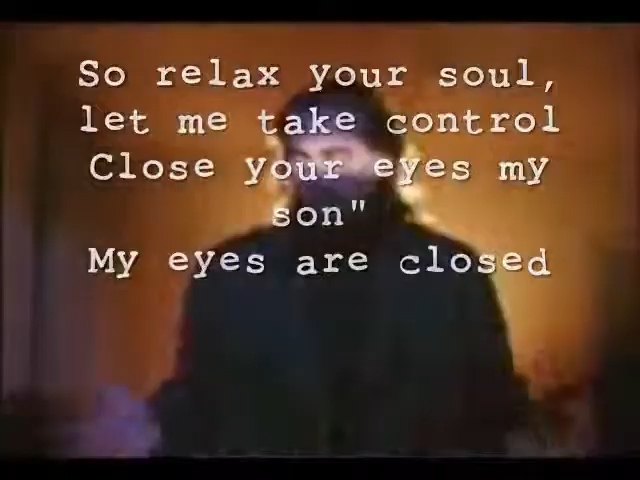 So relax your soul,
let me take control
Close your eyes my
son"
My eyes are closed